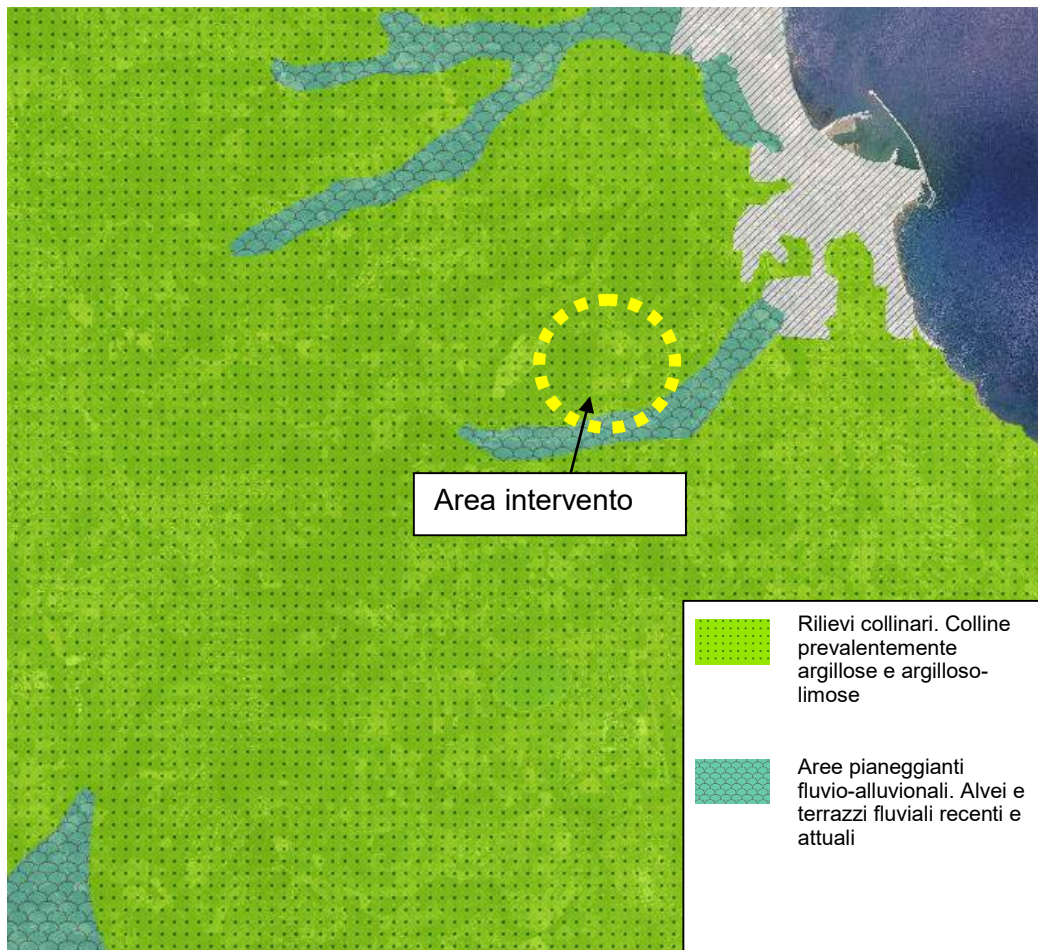 Area intervento
Rilievi collinari. Colline
prevalentemente
argillose e argilloso-
limose
Aree pianeggianti
fluvio-alluvionali. Alvei e
terrazzi fluviali recenti e
attuali